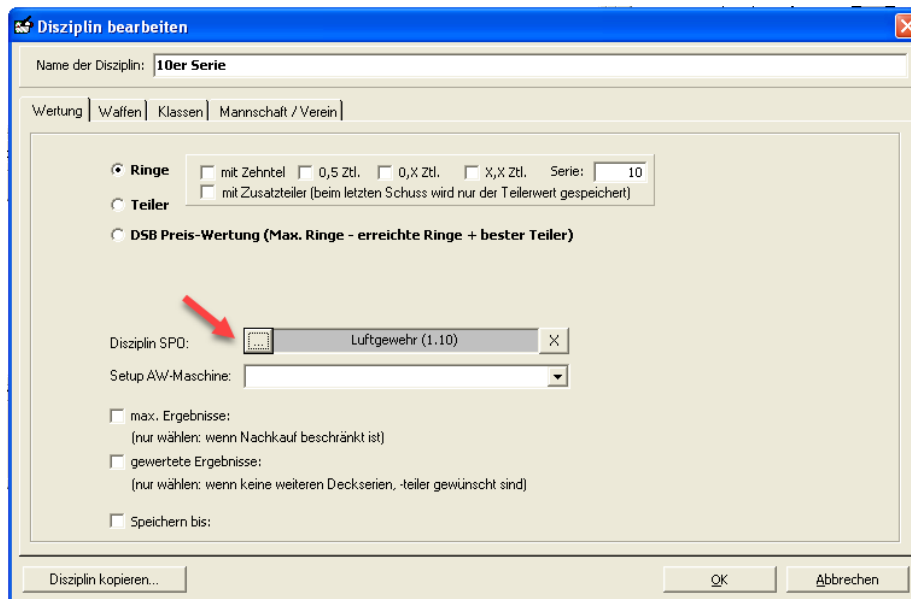 Disziplin bearbeiten
Name der Disziplin: 10er Serie
Wertung Waffen Klassen Mannschaft / Verein
Ringe mit Zehntel 0,5 Ztl. 0,X Ztl. X,X Ztl. Serie: 10
mit Zusatzteiler (beim letzten Schuss wird nur der Teilerwert gespeichert)
Teiler
DSB Preis-Wertung (Max. Ringe - erreichte Ringe + bester Teiler)
Disziplin SPO: ... Luftgewehr (1.10) X
Setup AW-Maschine:
max. Ergebnisse:
(nur wählen: wenn Nachkauf beschränkt ist)
gewertete Ergebnisse:
(nur wählen: wenn keine weiteren Deckserien, -teiler gewünscht sind)
Speichern bis:
Disziplin kopieren... OK Abbrechen